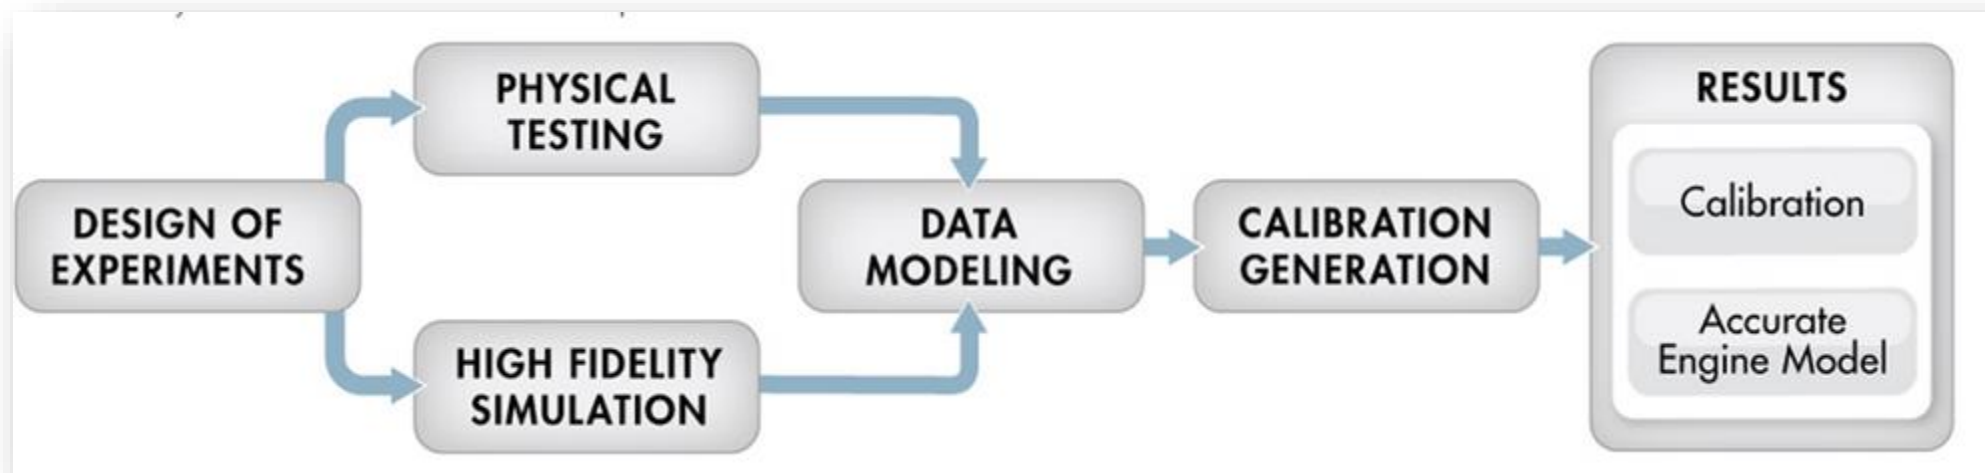 DESIGN OF
EXPERIMENTS
PHYSICAL
TESTING
HIGH FIDELITY
SIMULATION
DATA
MODELING
CALIBRATION
GENERATION
RESULTS
Calibration
Accurate
Engine Model